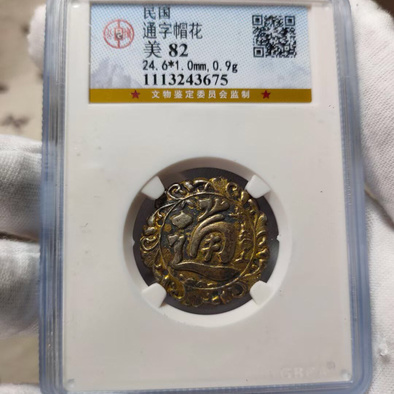 民国
通字帽花
美 82
24.6*1.0mm,0.9g
1113243675
★ 文物鉴定委员会监制 ★